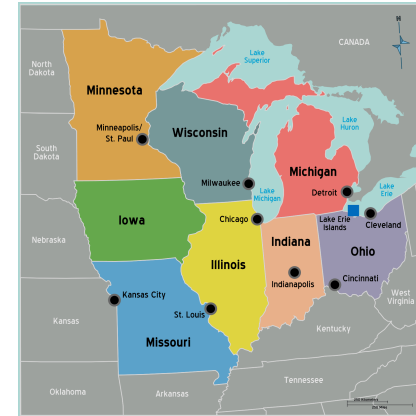 96
CANADA
Lake
Superior
North
Dakota
Minnesota
Lake
Huron
Minneapolis/
St. Paul
Wisconsin
South
Dakota
Michigan
Milwaukee
Lake
Michigan
Detroit
Lake
Erie
Iowa
Chicago
Lake Erie
Islands
Cleveland
Nebraska
Indiana
Ohio
Illinois
Indianapolis
Cincinnati
Kansas City
West
Virginia
St. Louis
Kansas
Kentucky
Missouri
Tennessee
Oklahoma
Arkansas